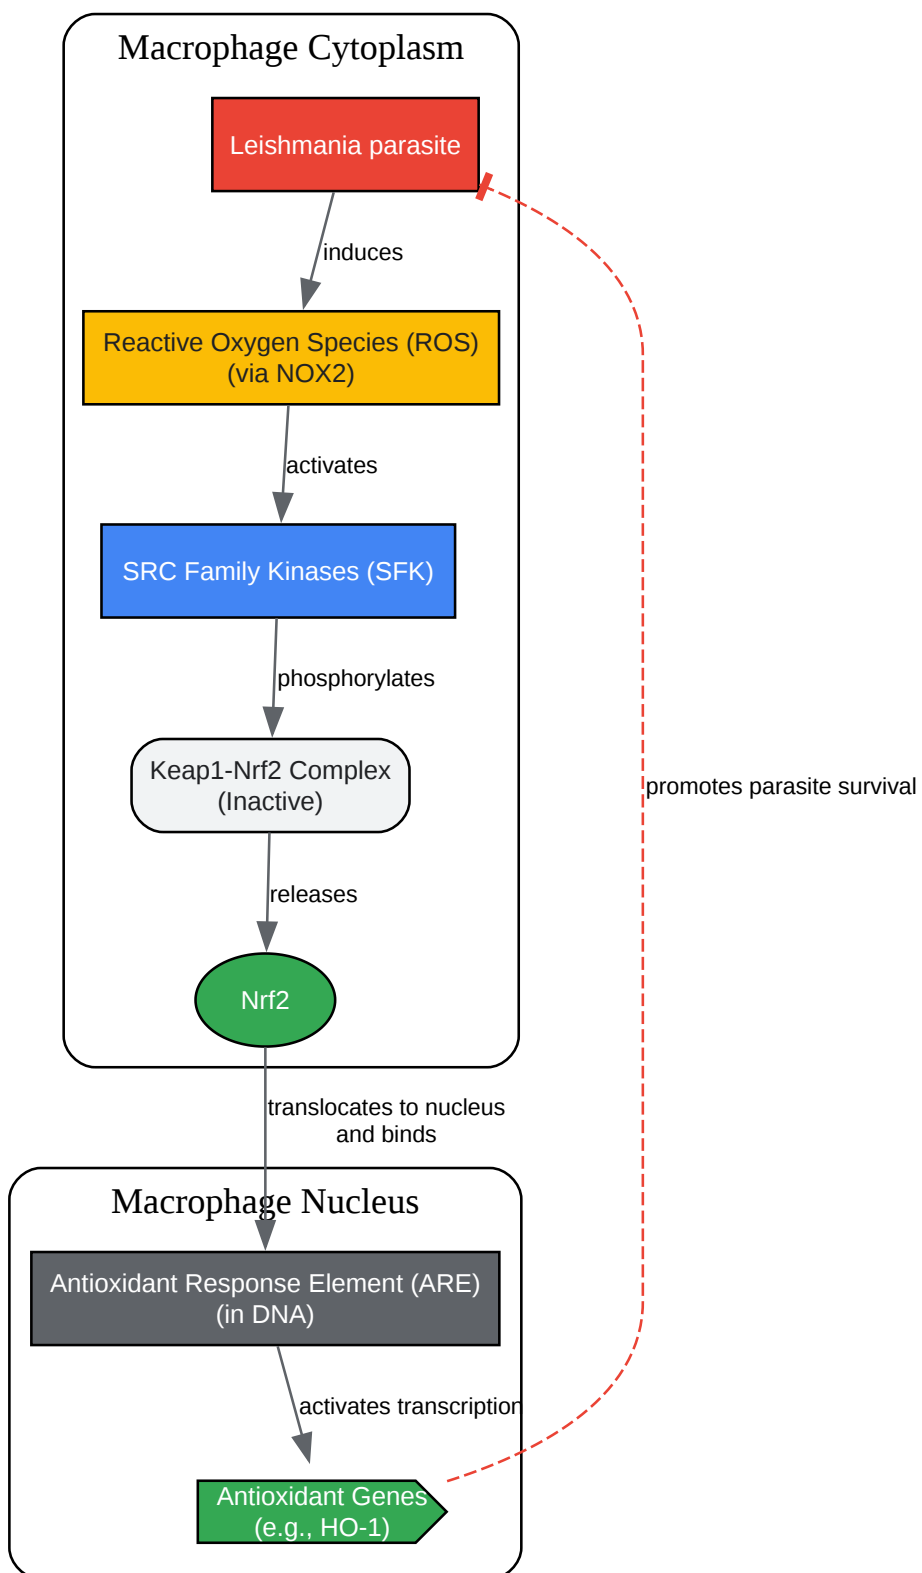 Macrophage Cytoplasm
Leishmania parasite
induces
Reactive Oxygen Species (ROS)
(via NOX2)
activates
SRC Family Kinases (SFK)
phosphorylates
Keap1-Nrf2 Complex
(Inactive)
promotes parasite survival
releases
Nrf2
translocates to nucleus
and binds
Macrophage Nucleus
Antioxidant Response Element (ARE)
(in DNA)
activates transcription
Antioxidant Genes
(e.g., HO-1)